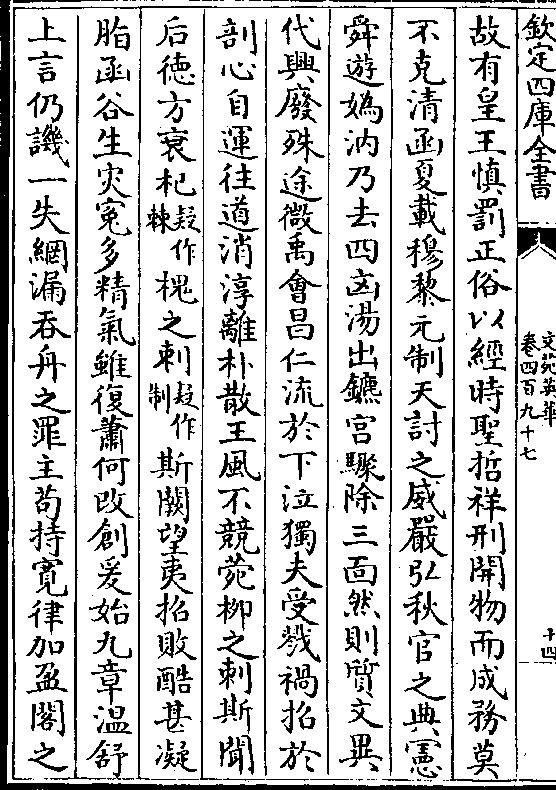 欽定四庫全書
文苑英華
卷四百九十七
十四
故有皇王慎罰正俗以經時聖哲祥刑開物而成務莫
不克清函夏載穆黎元制天討之威嚴弘秋官之典憲
舜遊媯汭乃去四凶湯出鑣宮驟除三面然則質文異
代興廢殊途微禹會昌仁流於下泣獨夫受戮禍招於
剖心自運往道消淳離朴散王風不競菀柳之刺斯聞
后徳方衰杞疑作棘槐之刺疑作制斯闕望夷招敗酷甚凝
脂函谷生灾寃多精氣雖復蕭何改創爰始九章溫舒
上言仍譏一失網漏吞舟之罪主苟持寛律加盈閣之